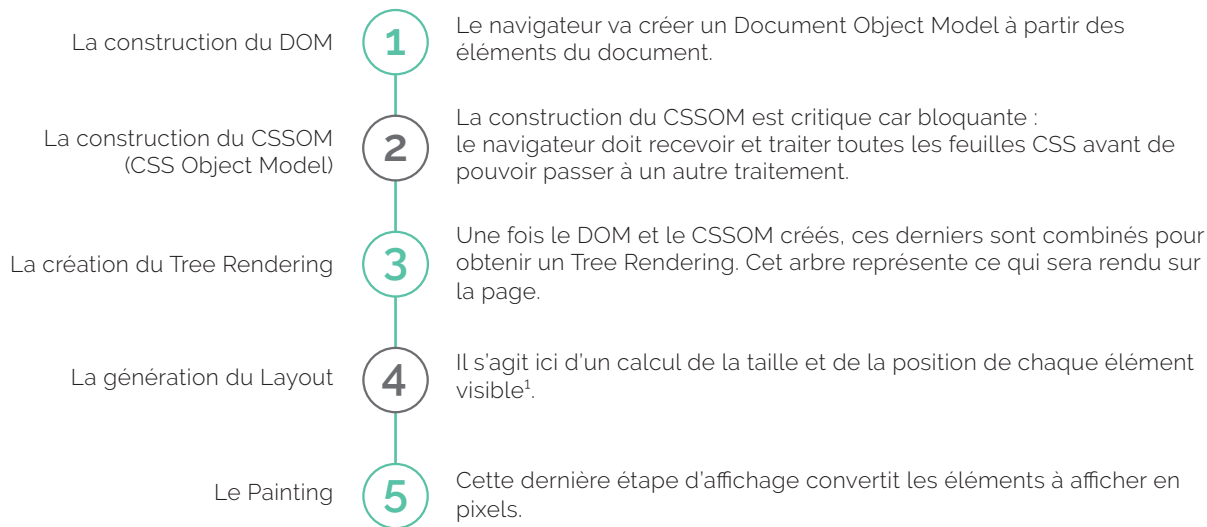 La construction du DOM
1
Le navigateur va créer un Document Object Model à partir des
éléments du document.
La construction du CSSOM
(CSS Object Model)
2
La construction du CSSOM est critique car bloquante :
le navigateur doit recevoir et traiter toutes les feuilles CSS avant de
pouvoir passer à un autre traitement.
La création du Tree Rendering
3
Une fois le DOM et le CSSOM créés, ces derniers sont combinés pour
obtenir un Tree Rendering. Cet arbre représente ce qui sera rendu sur
la page.
La génération du Layout
4
Il s’agit ici d’un calcul de la taille et de la position de chaque élément
visible¹.
Le Painting
5
Cette dernière étape d’affichage convertit les éléments à afficher en
pixels.